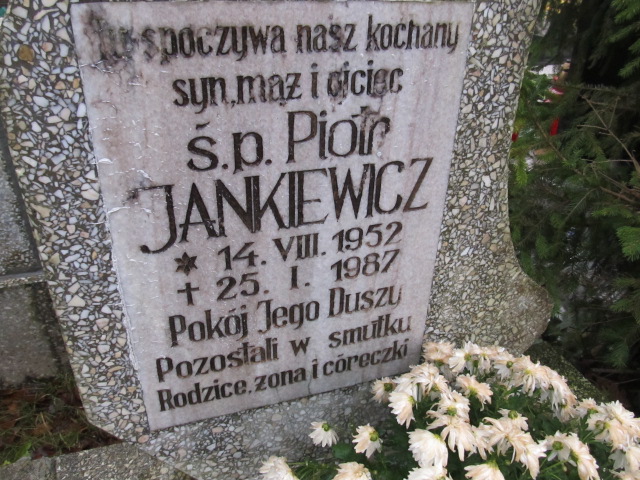 Tu spoczywa nasz kochany
syn, mąż i ojciec
ś.p. Piotr
JANKIEWICZ
* 14. VIII. 1952
+ 25. I. 1987
Pokój Jego Duszy
Pozostali w smutku
Rodzice, żona i córeczki